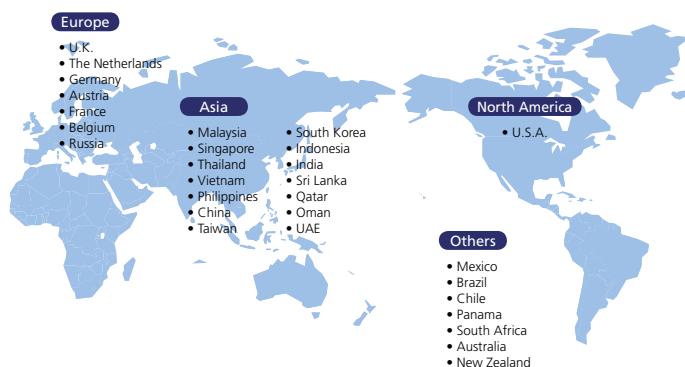 Europe
• U.K.
• The Netherlands
• Germany
• Austria
• France
• Belgium
• Russia
Asia
• Malaysia
• Singapore
• Thailand
• Vietnam
• Philippines
• China
• Taiwan
• South Korea
• Indonesia
• India
• Sri Lanka
• Qatar
• Oman
• UAE
North America
• U.S.A.
Others
• Mexico
• Brazil
• Chile
• Panama
• South Africa
• Australia
• New Zealand